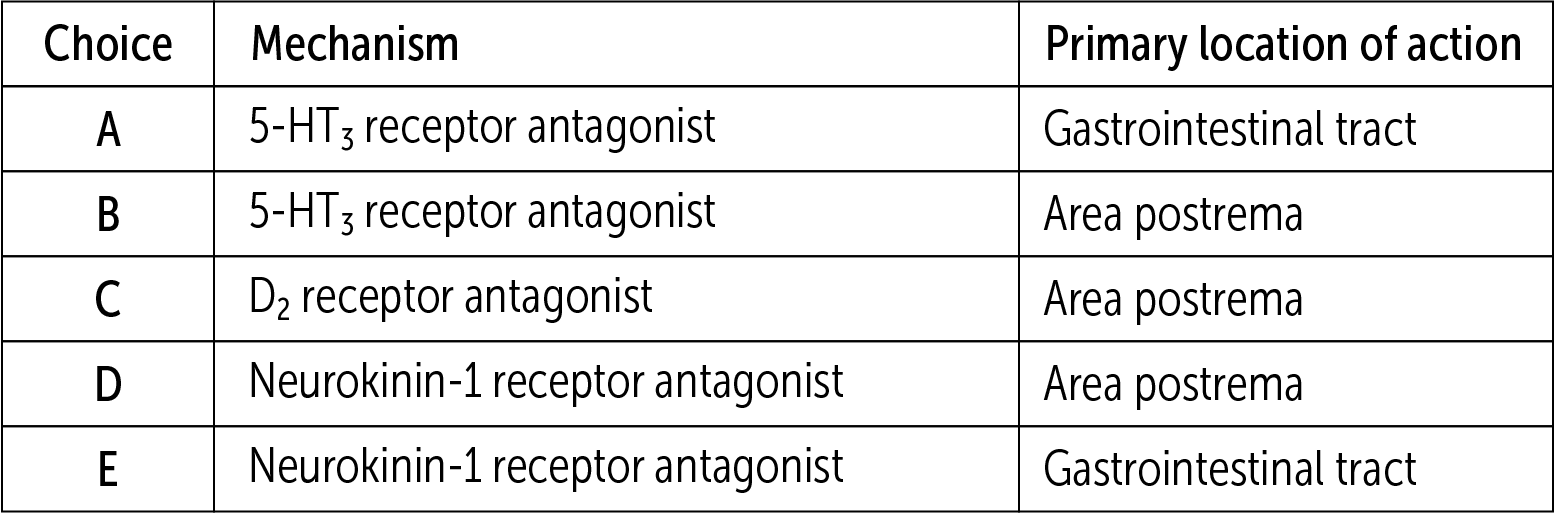 Choice Mechanism Primary location of action
A 5-HT₃ receptor antagonist Gastrointestinal tract
B 5-HT₃ receptor antagonist Area postrema
C D₂ receptor antagonist Area postrema
D Neurokinin-1 receptor antagonist Area postrema
E Neurokinin-1 receptor antagonist Gastrointestinal tract